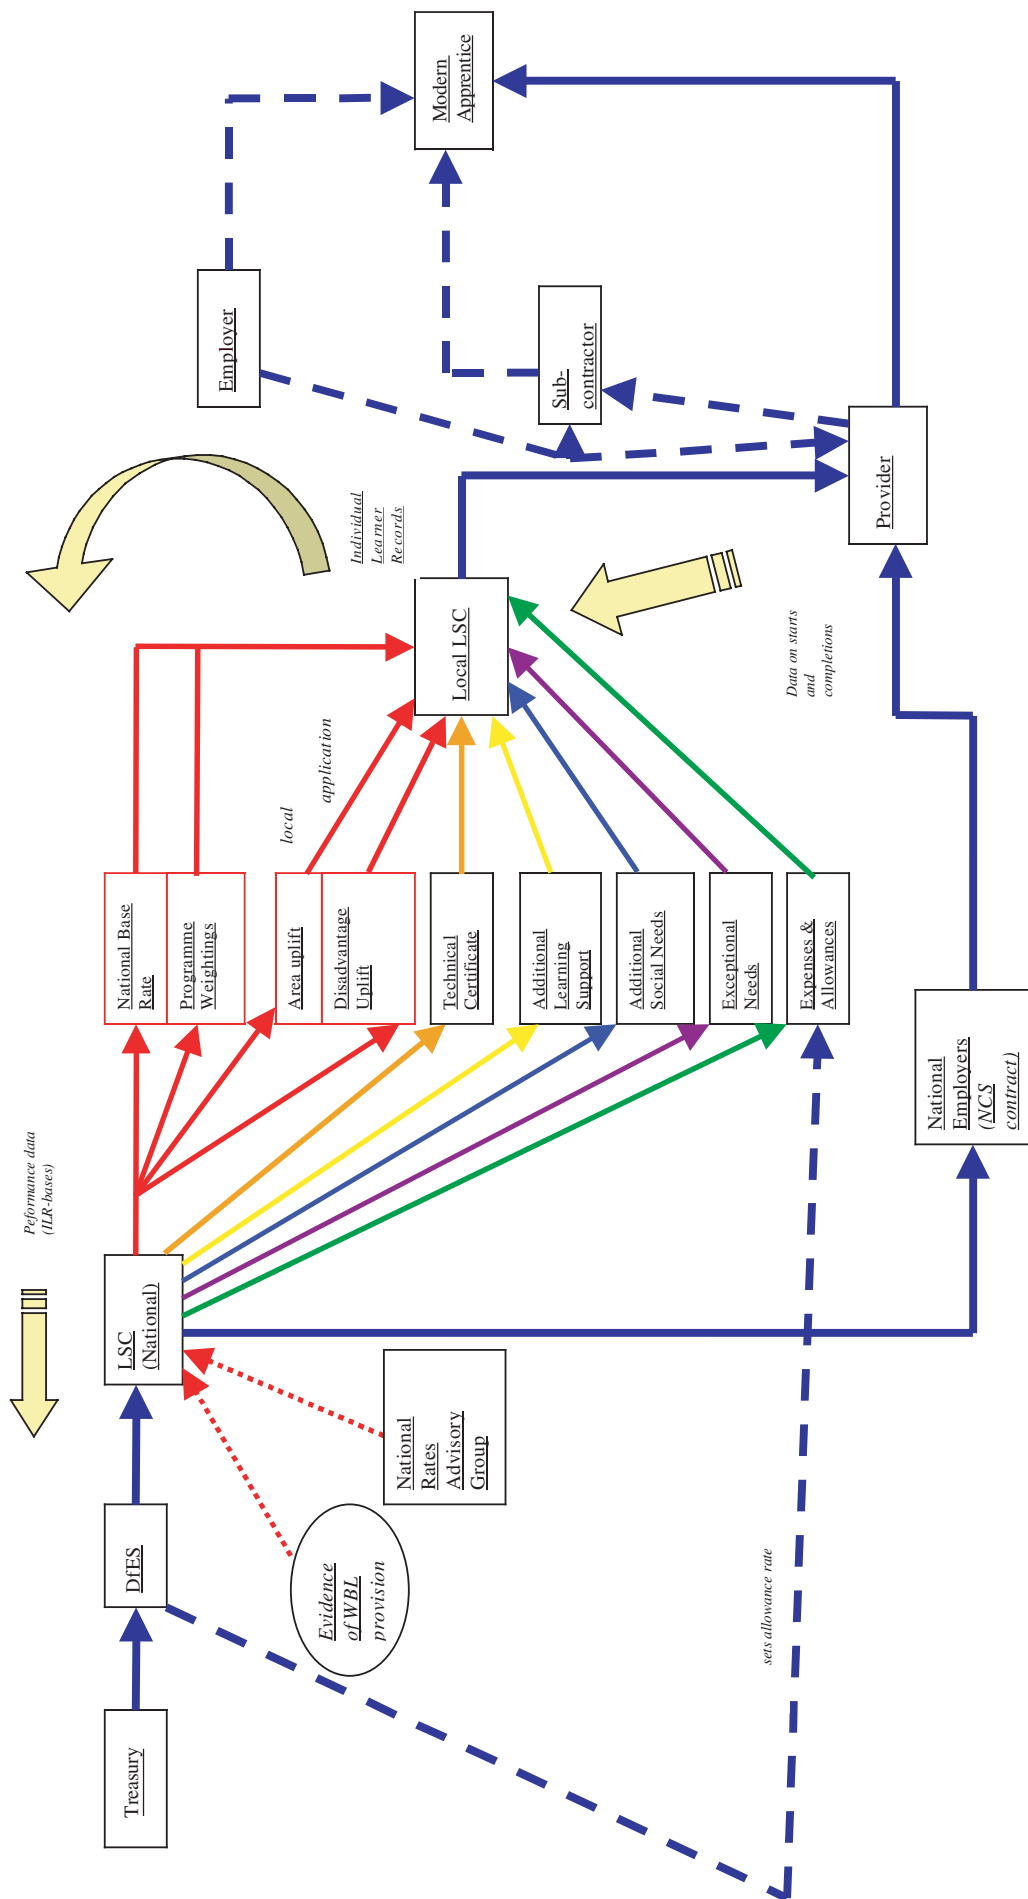 Treasury
DfES
LSC
(National)
Peformance data
(ILR-bases)
Evidence
of WBL
provision
National
Rates
Advisory
Group
National Base
Rate
Programme
Weightings
Area uplift
Disadvantage
Uplift
Technical
Certificate
Additional
Learning
Support
Additional
Social Needs
Exceptional
Needs
Expenses &
Allowances
sets allowance rate
National
Employers
(NCS
contract)
local
application
Local LSC
Individual
Learner
Records
Data on starts
and
completions
Employer
Sub-
contractor
Provider
Modern
Apprentice